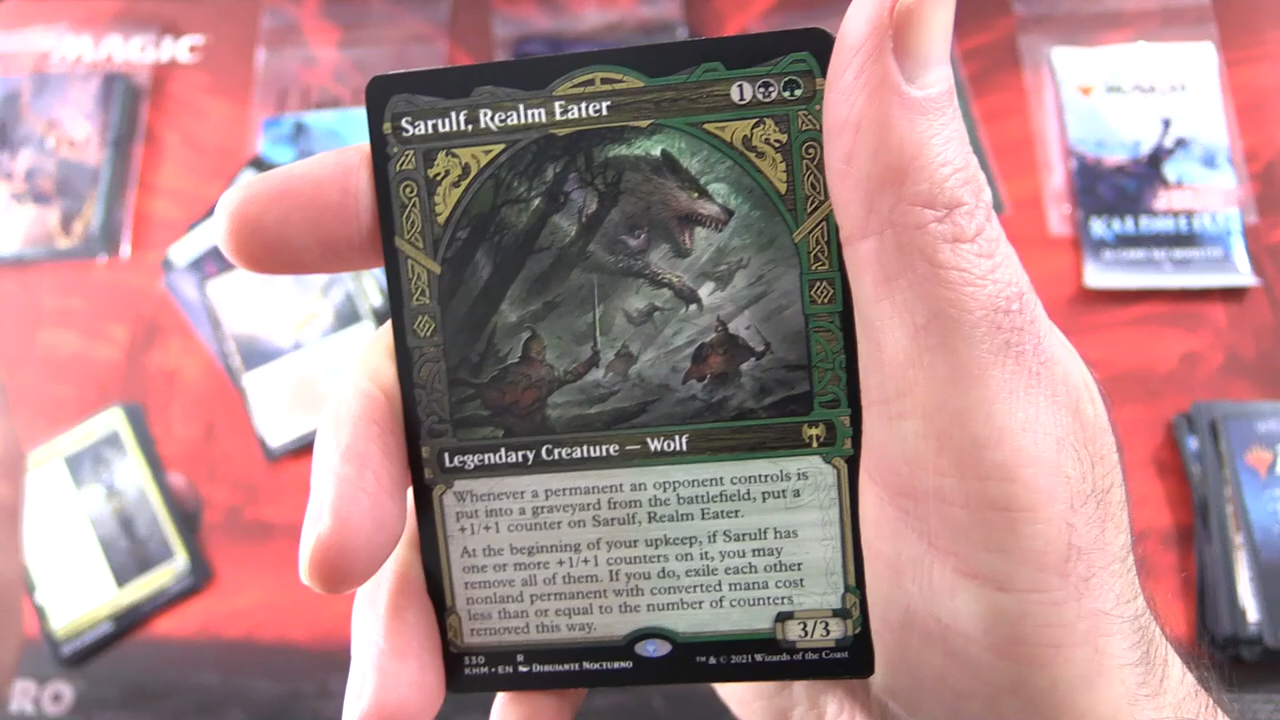 MAGIC
Sarulf, Realm Eater
1
Legendary Creature — Wolf
Whenever a permanent an opponent controls is
put into a graveyard from the battlefield, put a
+1/+1 counter on Sarulf, Realm Eater.
At the beginning of your upkeep, if Sarulf has
one or more +1/+1 counters on it, you may
remove all of them. If you do, exile each other
nonland permanent with converted mana cost
less than or equal to the number of counters
removed this way.
3/3
330 R
KHM • EN DIBUJANTE NOCTURNO
™ & © 2021 Wizards of the Coast
KALDHEIM
RO